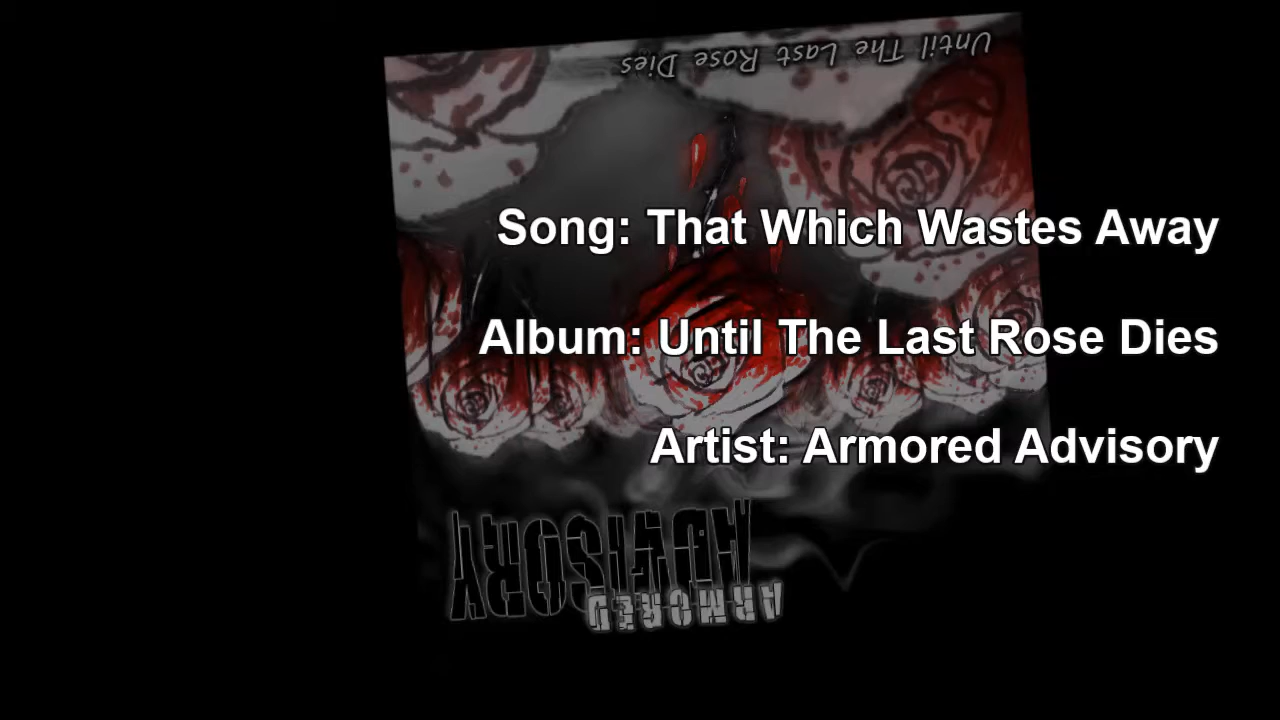 Until The Last Rose Dies
Song: That Which Wastes Away
Album: Until The Last Rose Dies
Artist: Armored Advisory
ADVISORY
ARMORED